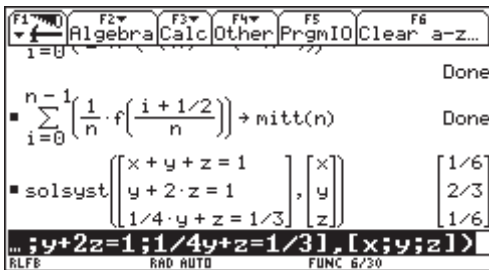 F1 F2▼ F3▼ F4▼ F5 F6
Algebra Calc Other PrgmIO Clear a-z…
i=0
Done
▪ n - 1 ∑ i=0 (1/n · f((i + 1/2)/n)) → mitt(n) Done
▪ solsyst([x + y + z = 1 y + 2 · z = 1 1/4 · y + z = 1/3], [x y z]) [1/6 2/3 1/6]
…;y+2z=1;1/4y+z=1/3],[x;y;z])
RLFB RAD AUTO FUNC 6/30